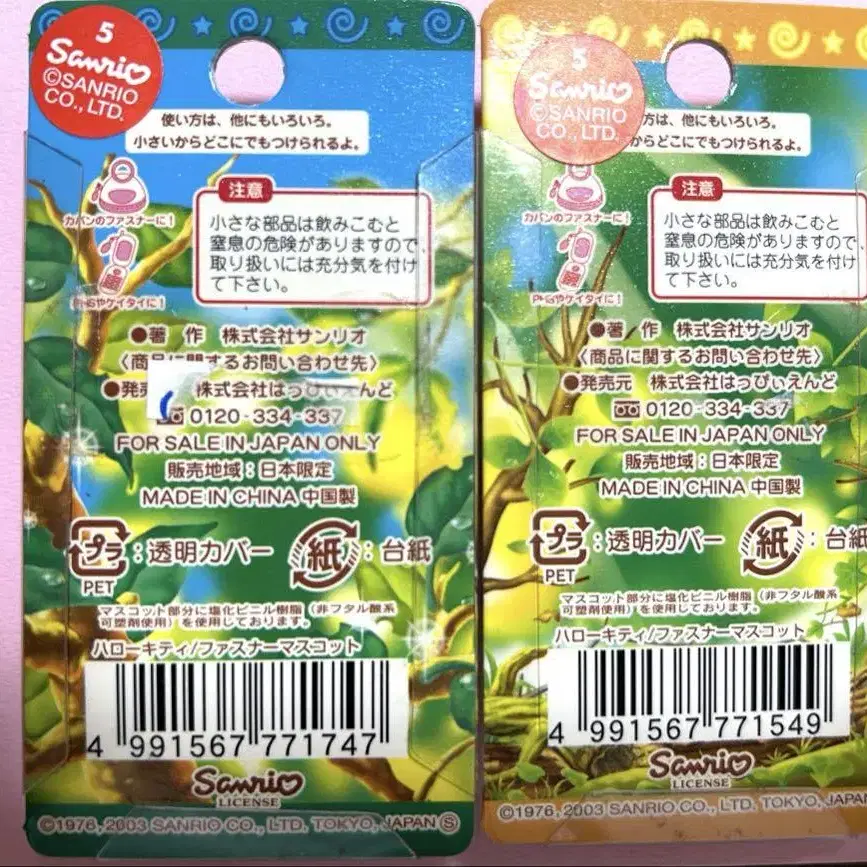 5
Sanrio
©SANRIO
CO., LTD.
使い方は、他にもいろいろ。
小さいからどこにでもつけられるよ。
カバンのファスナーに!
やケイタイに!
注意
小さな部品は飲みこむと
窒息の危険がありますので、
取り扱いには充分気を付け
て下さい。
●著 作 株式会社サンリオ
〈商品に関するお問い合わせ先〉
●発売 株式会社はっぴぃえんど
0120-334-337
FOR SALE IN JAPAN ONLY
販売地域:日本限定
MADE IN CHINA 中国製
プラ:透明カバー
PET
紙:台紙
マスコット部分に塩化ビニル樹脂(非フタル酸系
可塑剤使用)を使用しております。
ハローキティ/ファスナーマスコット
4 991567 771747
Sanrio
LICENSE
©1976, 2003 SANRIO CO., LTD. TOKYO, JAPAN Ⓢ
5
Sanrio
©SANRIO
CO., LTD.
い方は、他にもいろいろ。
からどこにでもつけられるよ。
カバンのファスナーに!
やケイタイに!
注意
小さな部品は飲みこむと
窒息の危険がありますので、
取り扱いには充分気を付け
て下さい。
●著 作 株式会社サンリオ
〈商品に関するお問い合わせ先〉
●発売元 株式会社はっぴぃえんど
0120-334-337
FOR SALE IN JAPAN ONLY
販売地域:日本限定
MADE IN CHINA 中国製
プラ:透明カバー
PET
紙:台紙
マスコット部分に塩化ビニル樹脂(非フタル酸系
可塑剤使用)を使用しております。
ハローキティ/ファスナーマスコット
4 991567 771549
Sanrio
LICENSE
©1976, 2003 SANRIO CO., LTD. TOKYO, JAPAN